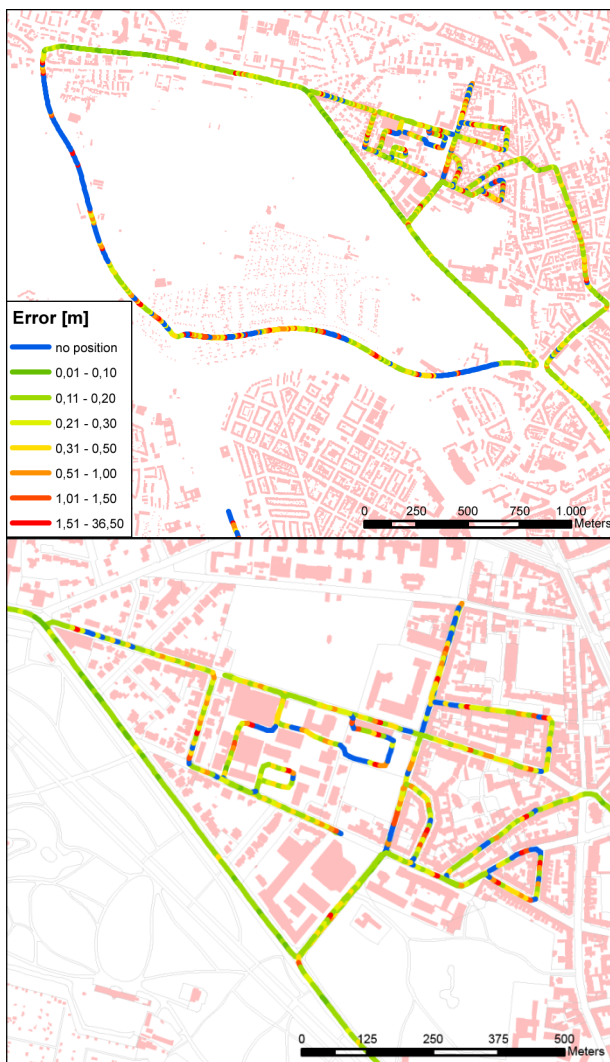 Error [m]
no position
0,01 - 0,10
0,11 - 0,20
0,21 - 0,30
0,31 - 0,50
0,51 - 1,00
1,01 - 1,50
1,51 - 36,50
0 250 500 750 1.000
Meters
0 125 250 375 500
Meters